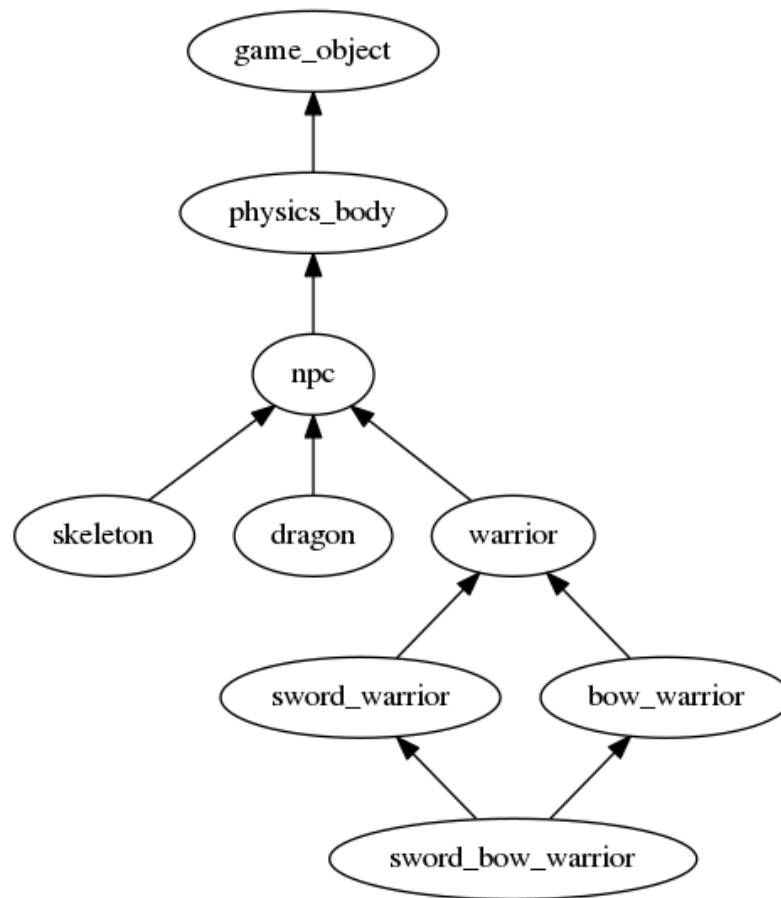 game_object
physics_body
npc
skeleton
dragon
warrior
sword_warrior
bow_warrior
sword_bow_warrior